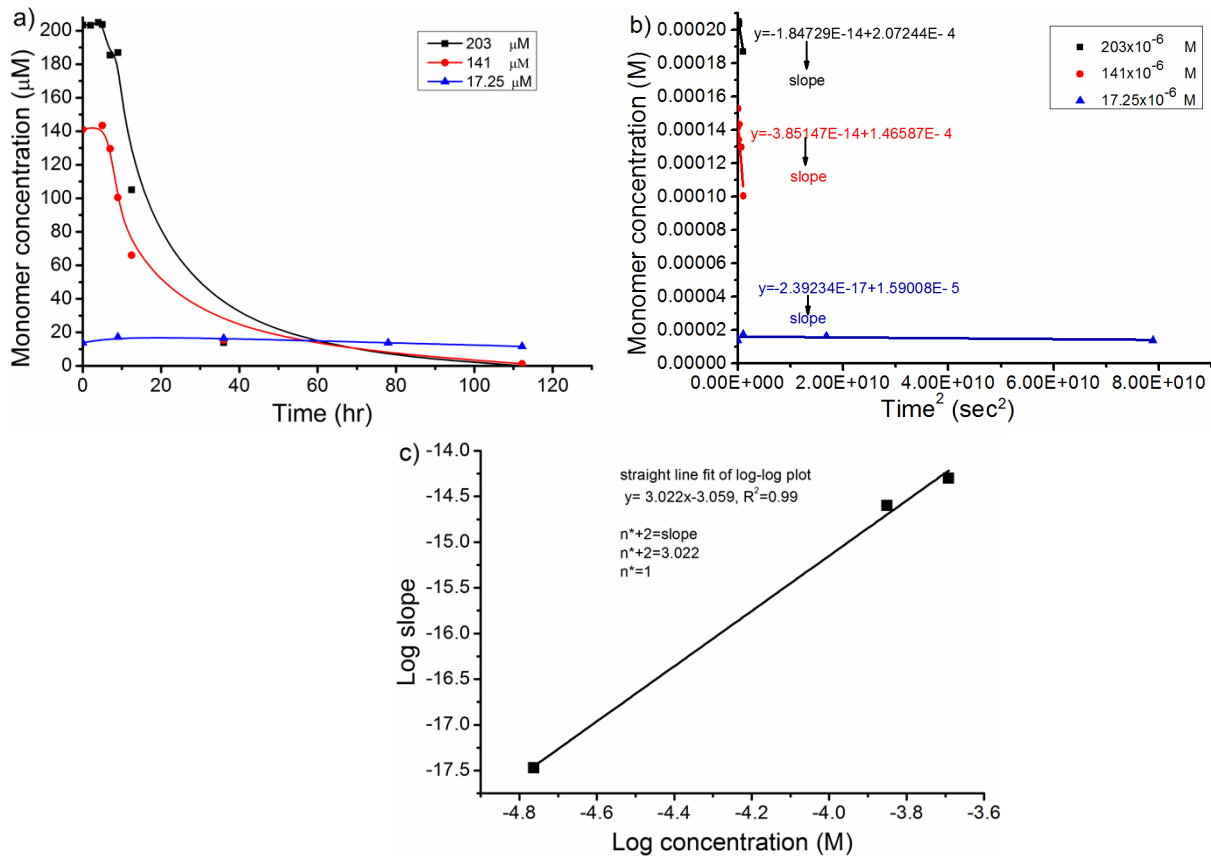 a)
Monomer concentration (μM)
220
200
180
160
140
120
100
80
60
40
20
0
0 20 40 60 80 100 120
Time (hr)
203 μM
141 μM
17.25 μM
b)
Monomer concentration (M)
0.00020
0.00018
0.00016
0.00014
0.00012
0.00010
0.00008
0.00006
0.00004
0.00002
0.00000
0.00E+000 2.00E+010 4.00E+010 6.00E+010 8.00E+010
Time² (sec²)
y=-1.84729E-14+2.07244E- 4
slope
y=-3.85147E-14+1.46587E- 4
slope
y=-2.39234E-17+1.59008E- 5
slope
203x10⁻⁶ M
141x10⁻⁶ M
17.25x10⁻⁶ M
c)
Log slope
-14.0
-14.5
-15.0
-15.5
-16.0
-16.5
-17.0
-17.5
-4.8 -4.6 -4.4 -4.2 -4.0 -3.8 -3.6
Log concentration (M)
straight line fit of log-log plot
y= 3.022x-3.059, R²=0.99
n*+2=slope
n*+2=3.022
n*=1